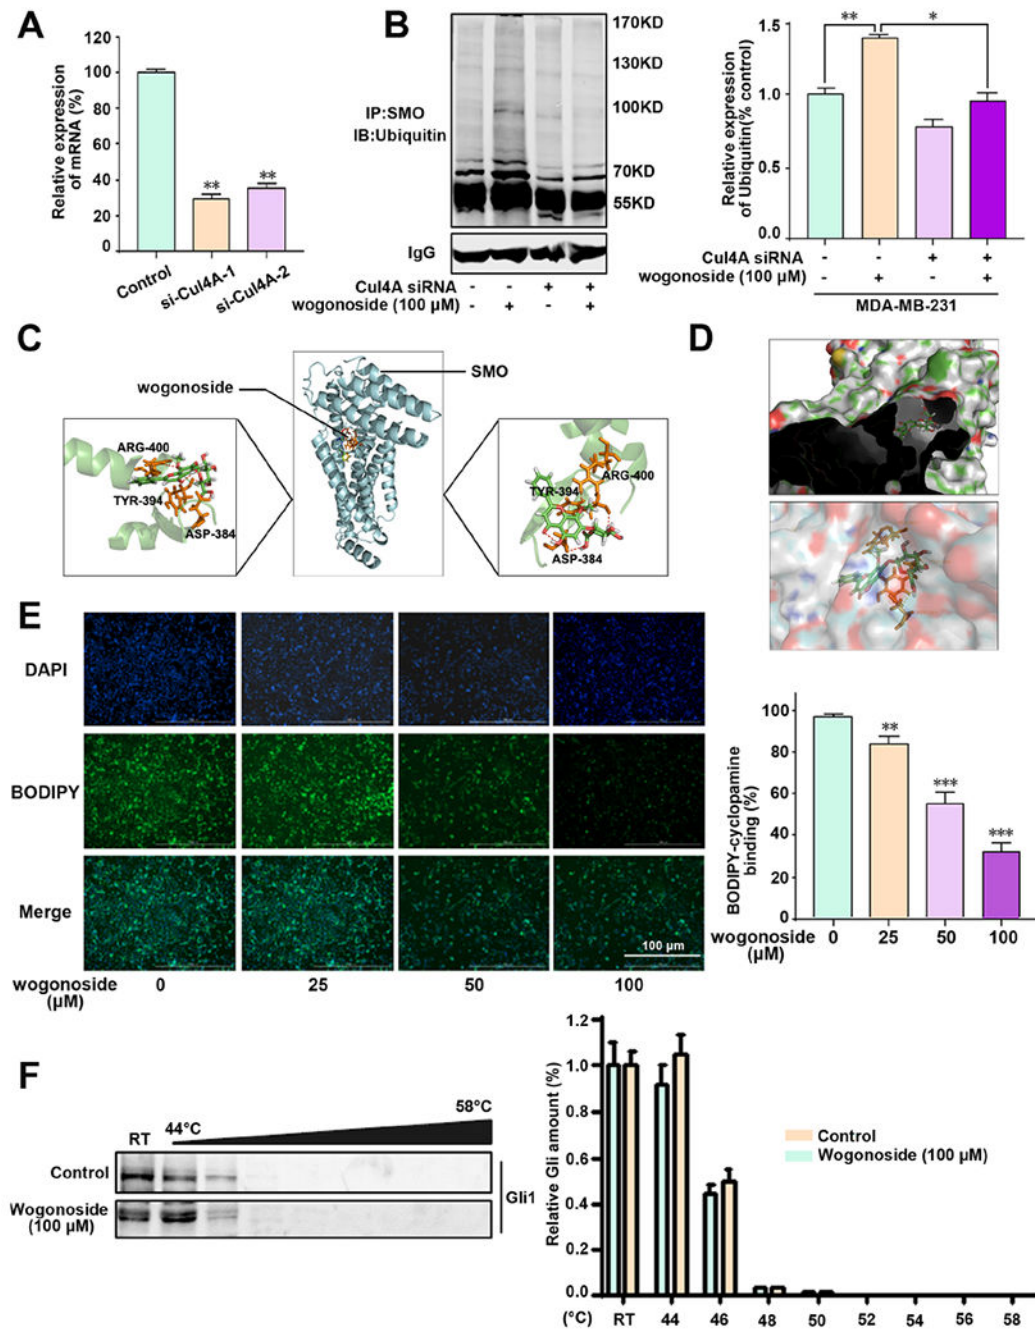 A
Relative expression
of mRNA (%)
120
100
80
60
40
20
0
**
**
Control
si-Cul4A-1
si-Cul4A-2
B
IP:SMO
IB:Ubiquitin
170KD
130KD
100KD
70KD
55KD
IgG
Cul4A siRNA - - + +
wogonoside (100 μM) - + - +
Relative expression
of Ubiquitin(% control)
1.5
1.0
0.5
0.0
**
*
Cul4A siRNA - - + +
wogonoside (100 μM) - + - +
MDA-MB-231
C
wogonoside
SMO
ARG-400
TYR-394
ASP-384
ARG-400
TYR-394
ASP-384
D
E
DAPI
BODIPY
Merge
100 μm
wogonoside 0 25 50 100
(μM)
BODIPY-cyclopamine
binding (%)
100
80
60
40
20
0
**
***
***
wogonoside 0 25 50 100
(μM)
F
RT 44°C 58°C
Control
Wogonoside
(100 μM)
Gli1
Relative Gli amount (%)
1.2
1.0
0.8
0.6
0.4
0.2
0.0
Control
Wogonoside (100 μM)
(°C) RT 44 46 48 50 52 54 56 58